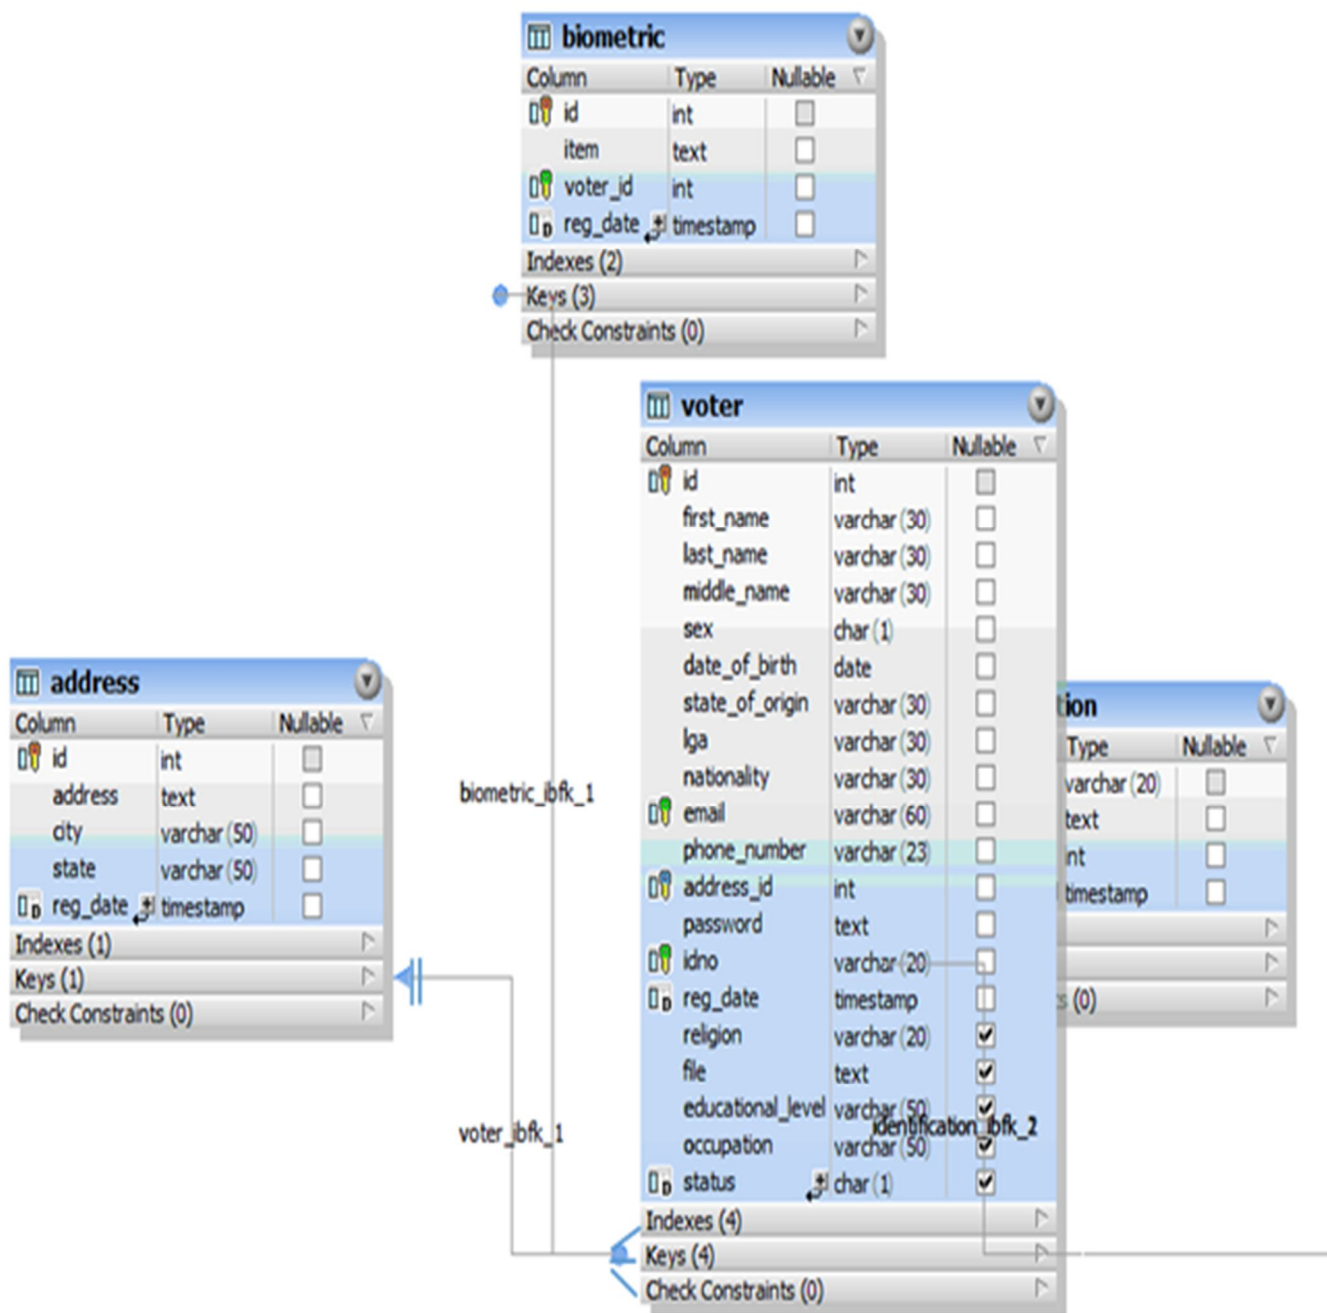 biometric
Column Type Nullable
id int
item text
voter_id int
D reg_date timestamp
Indexes (2)
Keys (3)
Check Constraints (0)
voter
Column Type Nullable
id int
first_name varchar (30)
last_name varchar (30)
middle_name varchar (30)
sex char (1)
date_of_birth date
state_of_origin varchar (30)
lga varchar (30)
nationality varchar (30)
email varchar (60)
phone_number varchar (23)
address_id int
password text
idno varchar (20)
D reg_date timestamp
religion varchar (20)
file text
educational_level varchar (50)
occupation varchar (50)
D status char (1)
Indexes (4)
Keys (4)
Check Constraints (0)
address
Column Type Nullable
id int
address text
city varchar (50)
state varchar (50)
D reg_date timestamp
Indexes (1)
Keys (1)
Check Constraints (0)
tion
Type Nullable
varchar (20)
text
int
timestamp
s (0)
biometric_ibfk_1
voter_ibfk_1
identification_ibfk_2